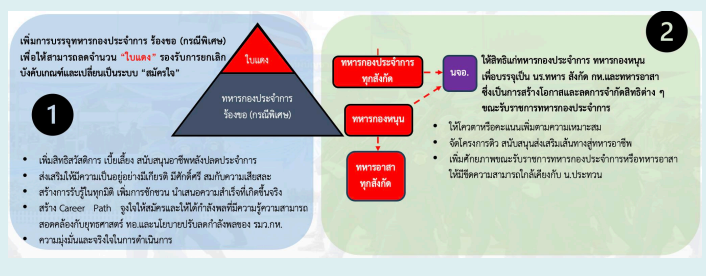 เพิ่มการบรรจุทหารกองประจำการ ร้องขอ (กรณีพิเศษ)
เพื่อให้สามารถลดจำนวน "ใบแดง" รองรับการยกเลิก
บังคับเกณฑ์และเปลี่ยนเป็นระบบ "สมัครใจ"
1
ใบแดง
ทหารกองประจำการ
ร้องขอ (กรณีพิเศษ)
• เพิ่มสิทธิสวัสดิการ เบี้ยเลี้ยง สนับสนุนอาชีพหลังปลดประจำการ
• ส่งเสริมให้มีความเป็นอยู่อย่างมีเกียรติ มีศักดิ์ศรี สมกับความเสียสละ
• สร้างการรับรู้ในทุกมิติ เพิ่มการชักชวน นำเสนอความสำเร็จที่เกิดขึ้นจริง
• สร้าง Career Path จูงใจให้สมัครและให้ได้กำลังพลที่มีความรู้ความสามารถ
สอดคล้องกับยุทธศาสตร์ ทอ.และนโยบายปรับลดกำลังพลของ รมว.กห.
• ความมุ่งมั่นและจริงใจในการดำเนินการ
2
ทหารกองประจำการ
ทุกสังกัด
นจอ.
ทหารกองหนุน
ทหารอาสา
ทุกสังกัด
ให้สิทธิแก่ทหารกองประจำการ ทหารกองหนุน
เพื่อบรรจุเป็น นร.ทหาร สังกัด กห.และทหารอาสา
ซึ่งเป็นการสร้างโอกาสและลดการจำกัดสิทธิต่าง ๆ
ขณะรับราชการทหารกองประจำการ
• ให้โควตาหรือคะแนนเพิ่มตามความเหมาะสม
• จัดโครงการติว สนับสนุนส่งเสริมเส้นทางสู่ทหารอาชีพ
• เพิ่มศักยภาพขณะรับราชการทหารกองประจำการหรือทหารอาสา
ให้มีขีดความสามารถใกล้เคียงกับ น.ประทวน